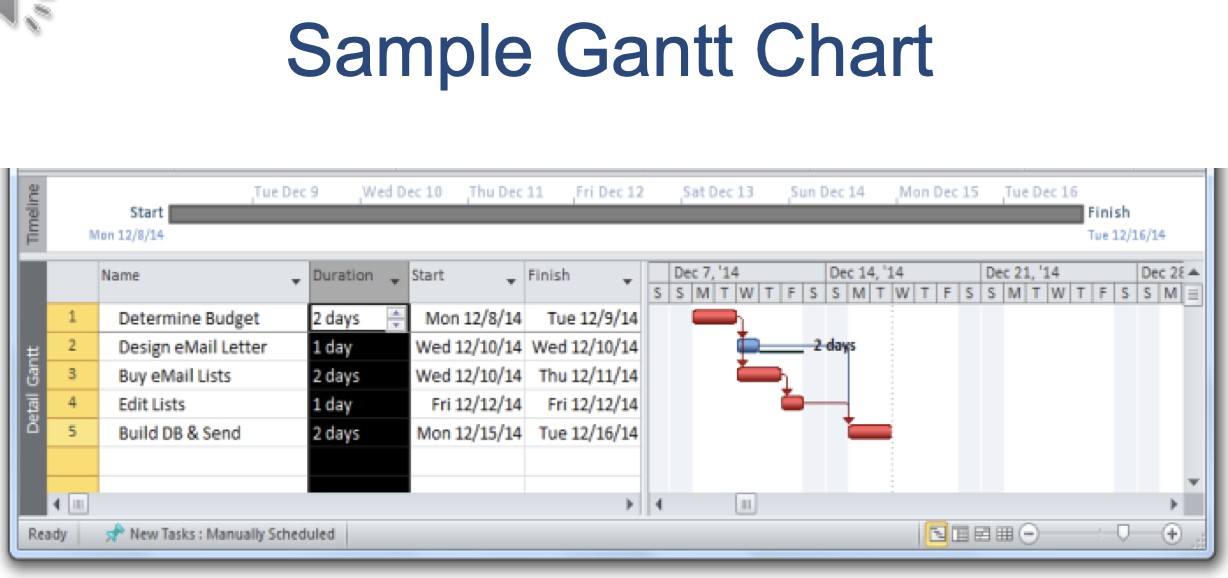 Sample Gantt Chart
Timeline
Tue Dec 9 Wed Dec 10 Thu Dec 11 Fri Dec 12 Sat Dec 13 Sun Dec 14 Mon Dec 15 Tue Dec 16
Start Finish
Mon 12/8/14 Tue 12/16/14
Detail Gantt
Name Duration Start Finish Dec 7, '14 Dec 14, '14 Dec 21, '14 Dec 28
S S M T W T F S S M T W T F S S M T W T F S S M
1 Determine Budget 2 days Mon 12/8/14 Tue 12/9/14
2 Design eMail Letter 1 day Wed 12/10/14 Wed 12/10/14 2 days
3 Buy eMail Lists 2 days Wed 12/10/14 Thu 12/11/14
4 Edit Lists 1 day Fri 12/12/14 Fri 12/12/14
5 Build DB & Send 2 days Mon 12/15/14 Tue 12/16/14
Ready New Tasks : Manually Scheduled